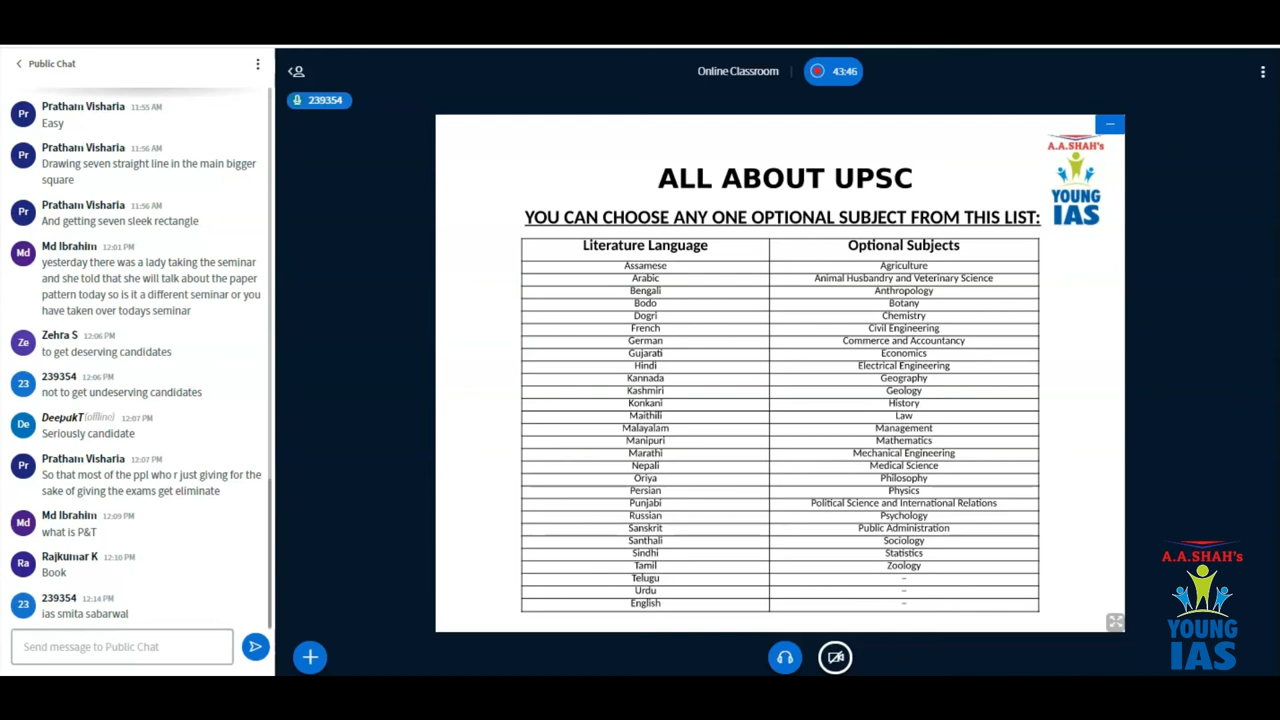 Public Chat
Pr
Pratham Visharia 11:55 AM
Easy
Pr
Pratham Visharia 11:56 AM
Drawing seven straight line in the main bigger
square
Pr
Pratham Visharia 11:56 AM
And getting seven sleek rectangle
Md
Md Ibrahim 12:01 PM
yesterday there was a lady taking the seminar
and she told that she will talk about the paper
pattern today so is it a different seminar or you
have taken over todays seminar
Ze
Zehra S 12:06 PM
to get deserving candidates
23
239354 12:06 PM
not to get undeserving candidates
De
DeepakT (offline) 12:07 PM
Seriously candidate
Pr
Pratham Visharia 12:07 PM
So that most of the ppl who r just giving for the
sake of giving the exams get eliminate
Md
Md Ibrahim 12:09 PM
what is P&T
Ra
Rajkumar K 12:10 PM
Book
23
239354 12:14 PM
ias smita sabarwal
Send message to Public Chat
Online Classroom 43:46
239354
A.A.SHAH's
YOUNG
IAS
ALL ABOUT UPSC
YOU CAN CHOOSE ANY ONE OPTIONAL SUBJECT FROM THIS LIST:
Literature Language Optional Subjects
Assamese Agriculture
Arabic Animal Husbandry and Veterinary Science
Bengali Anthropology
Bodo Botany
Dogri Chemistry
French Civil Engineering
German Commerce and Accountancy
Gujarati Economics
Hindi Electrical Engineering
Kannada Geography
Kashmiri Geology
Konkani History
Maithili Law
Malayalam Management
Manipuri Mathematics
Marathi Mechanical Engineering
Nepali Medical Science
Oriya Philosophy
Persian Physics
Punjabi Political Science and International Relations
Russian Psychology
Sanskrit Public Administration
Santhali Sociology
Sindhi Statistics
Tamil Zoology
Telugu –
Urdu –
English –
A.A.SHAH's
YOUNG
IAS